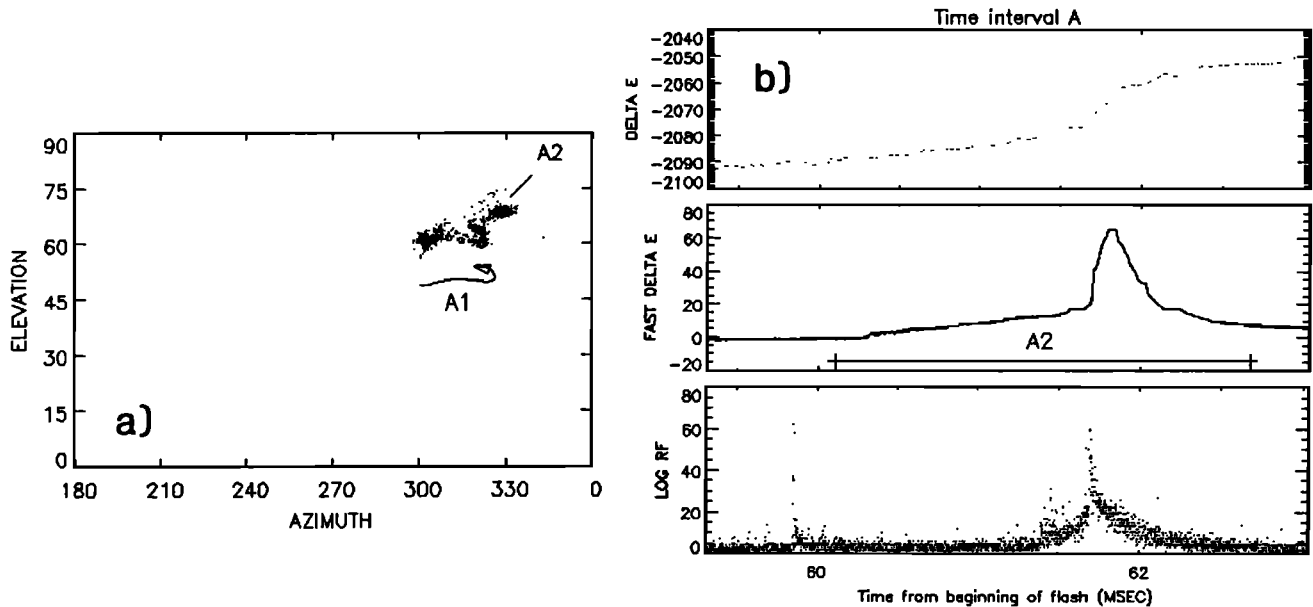 a)
ELEVATION
90
75
60
45
30
15
0
A2
A1
180
210
240
270
300
330
0
AZIMUTH
Time interval A
b)
DELTA E
-2040
-2050
-2060
-2070
-2080
-2090
-2100
FAST DELTA E
80
60
40
20
0
-20
A2
LOG RF
80
60
40
20
0
60
62
Time from beginning of flash (MSEC)